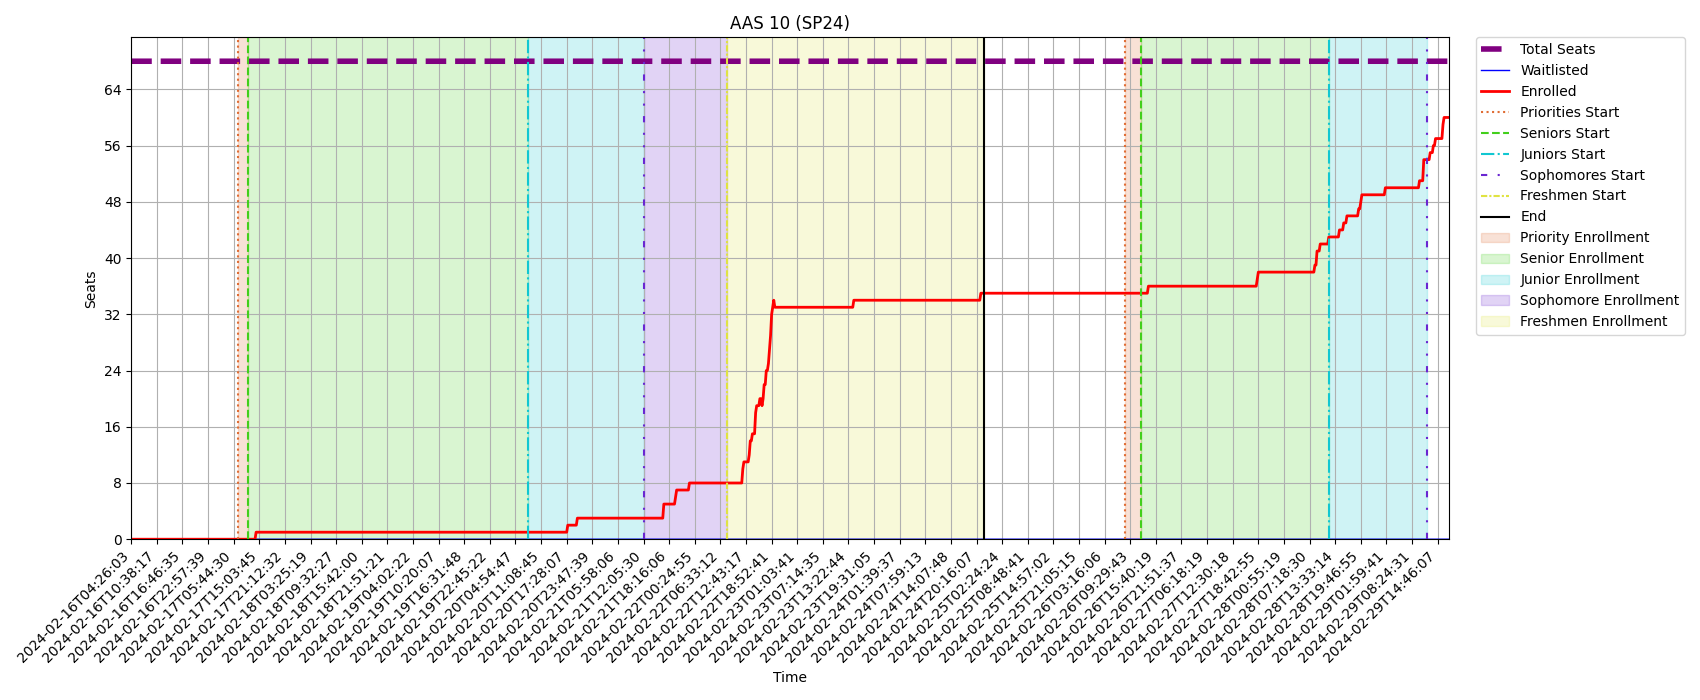 AAS 10 (SP24)
Total Seats
Waitlisted
Enrolled
Priorities Start
Seniors Start
Juniors Start
Sophomores Start
Freshmen Start
End
Priority Enrollment
Senior Enrollment
Junior Enrollment
Sophomore Enrollment
Freshmen Enrollment
Seats
64
56
48
40
32
24
16
8
0
2024-02-16T04:26:03
2024-02-16T10:38:17
2024-02-16T16:46:35
2024-02-16T22:57:39
2024-02-17T05:44:30
2024-02-17T15:03:45
2024-02-17T21:12:32
2024-02-18T03:25:19
2024-02-18T09:32:27
2024-02-18T15:42:00
2024-02-18T21:51:21
2024-02-19T04:02:22
2024-02-19T10:20:07
2024-02-19T16:31:48
2024-02-19T22:45:22
2024-02-20T04:54:47
2024-02-20T11:08:45
2024-02-20T17:28:07
2024-02-20T23:47:39
2024-02-21T05:58:06
2024-02-21T12:05:30
2024-02-21T18:16:06
2024-02-22T00:24:55
2024-02-22T06:33:12
2024-02-22T12:43:17
2024-02-22T18:52:41
2024-02-23T01:03:41
2024-02-23T07:14:35
2024-02-23T13:22:44
2024-02-23T19:31:05
2024-02-24T01:39:37
2024-02-24T07:59:13
2024-02-24T14:07:48
2024-02-24T20:16:07
2024-02-25T02:24:24
2024-02-25T08:48:41
2024-02-25T14:57:02
2024-02-25T21:05:15
2024-02-26T03:16:06
2024-02-26T09:29:43
2024-02-26T15:40:19
2024-02-26T21:51:37
2024-02-27T06:18:19
2024-02-27T12:30:18
2024-02-27T18:42:55
2024-02-28T00:55:19
2024-02-28T07:18:30
2024-02-28T13:33:14
2024-02-28T19:46:55
2024-02-29T01:59:41
2024-02-29T08:24:31
2024-02-29T14:46:07
Time